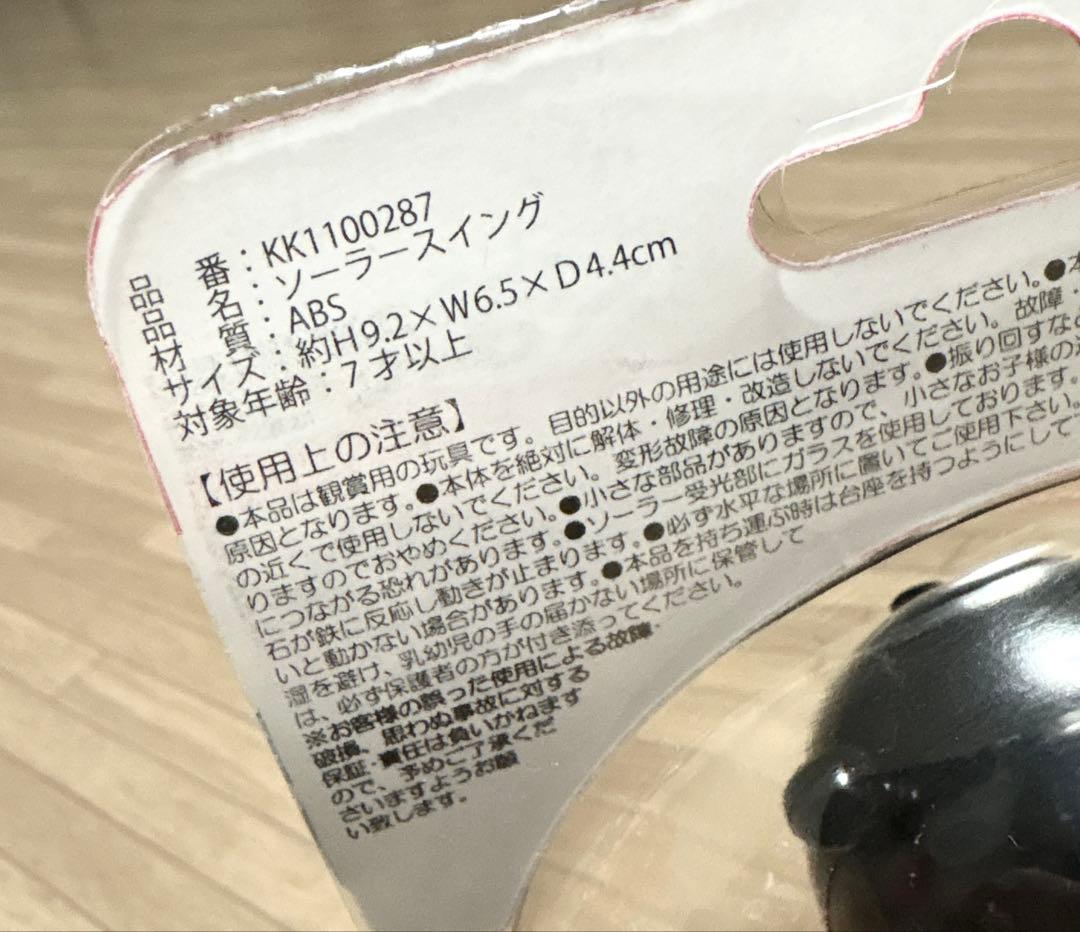 品　番：KK1100287
品　名：ソーラースイング
材　質：ABS
サイズ：約H9.2×W6.5×D4.4cm
対象年齢：7才以上
【使用上の注意】
●本品は観賞用の玩具です。目的以外の用途には使用しないでください。●本
原因となります。●本体を絶対に解体・修理・改造しないでください。故障・
の近くで使用しないでください。変形故障の原因となります。●振り回すな
りますのでおやめください。●小さな部品がありますので、小さなお子様の
につながる恐れがあります。●ソーラー受光部にガラスを使用しております。
石が鉄に反応し動きが止まります。●必ず水平な場所に置いてご使用下さい。
いと動かない場合があります。●本品を持ち運ぶ時は台座を持つようにして
湿を避け、乳幼児の手の届かない場所に保管して
は、必ず保護者の方が付き添ってください。
※お客様の誤った使用による故障・
破損、思わぬ事故に対する
保証・責任は負いかねます
ので、予めご了承くだ
さいますようお願
い致します。